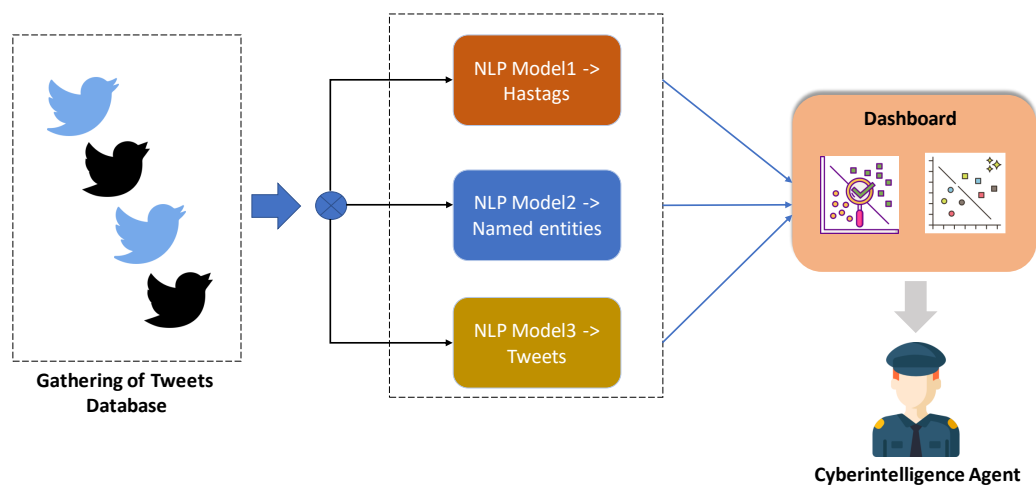 Gathering of Tweets
Database
NLP Model1 ->
Hastags
NLP Model2 ->
Named entities
NLP Model3 ->
Tweets
Dashboard
Cyberintelligence Agent